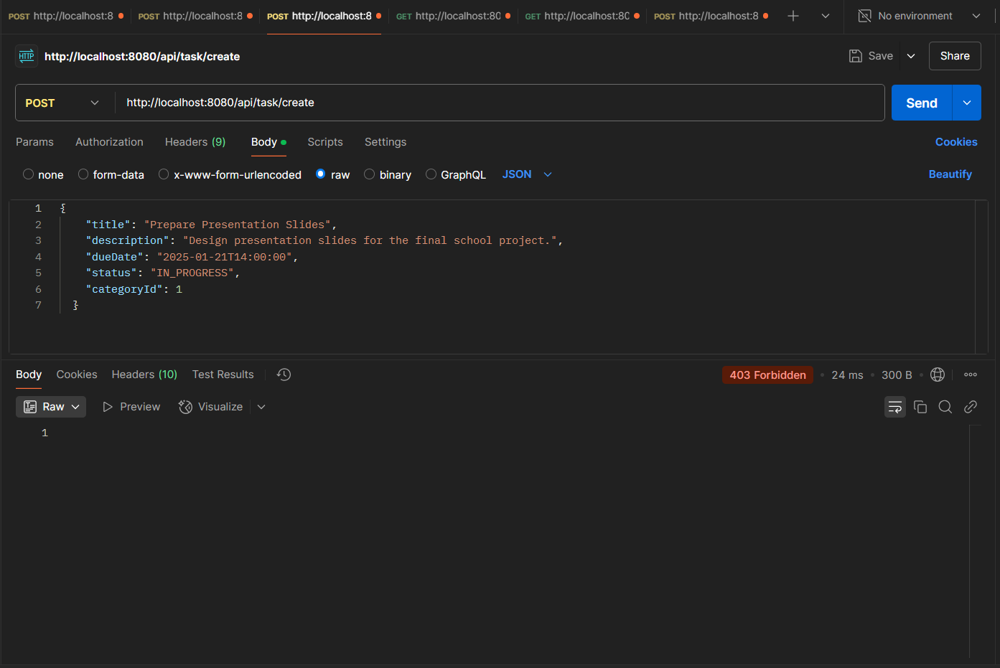 POST http://localhost:8 POST http://localhost:8 POST http://localhost:8 GET http://localhost:80 GET http://localhost:80 POST http://localhost:8 No environment
HTTP http://localhost:8080/api/task/create Save Share
POST http://localhost:8080/api/task/create Send
Params Authorization Headers (9) Body Scripts Settings Cookies
none form-data x-www-form-urlencoded raw binary GraphQL JSON Beautify
1 {
2 "title": "Prepare Presentation Slides",
3 "description": "Design presentation slides for the final school project.",
4 "dueDate": "2025-01-21T14:00:00",
5 "status": "IN_PROGRESS",
6 "categoryId": 1
7 }
Body Cookies Headers (10) Test Results 403 Forbidden 24 ms 300 B
Raw Preview Visualize
1